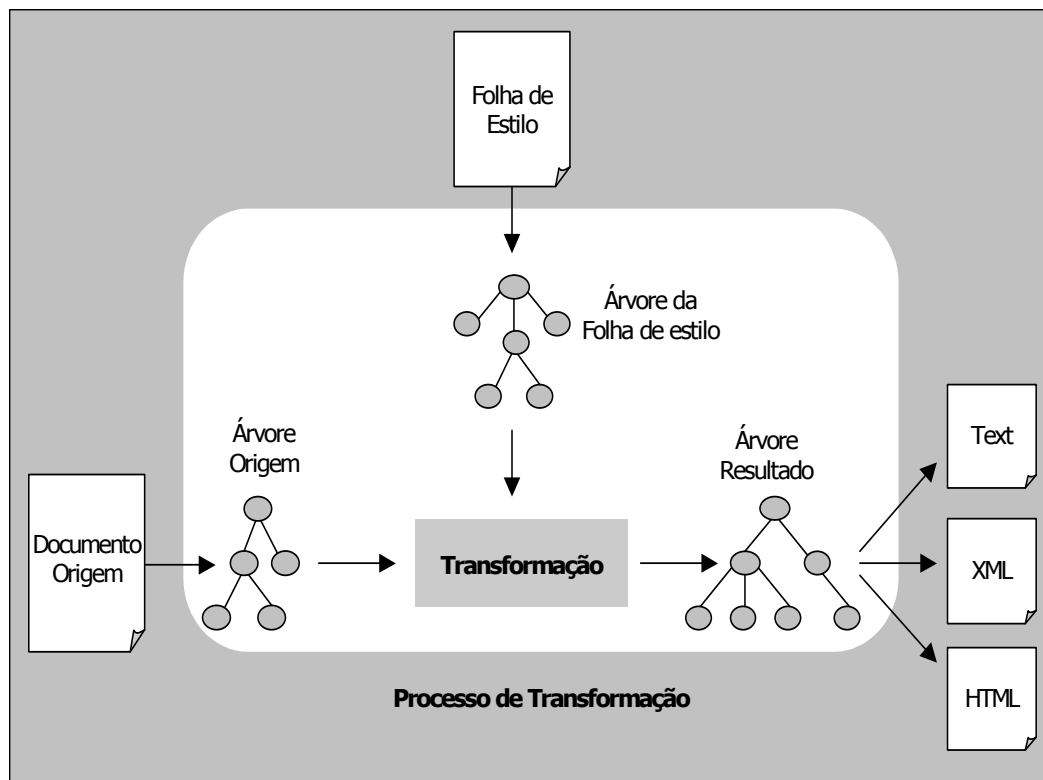 Folha de
Estilo
Árvore da
Folha de estilo
Árvore
Origem
Árvore
Resultado
Documento
Origem
Transformação
Text
XML
HTML
Processo de Transformação